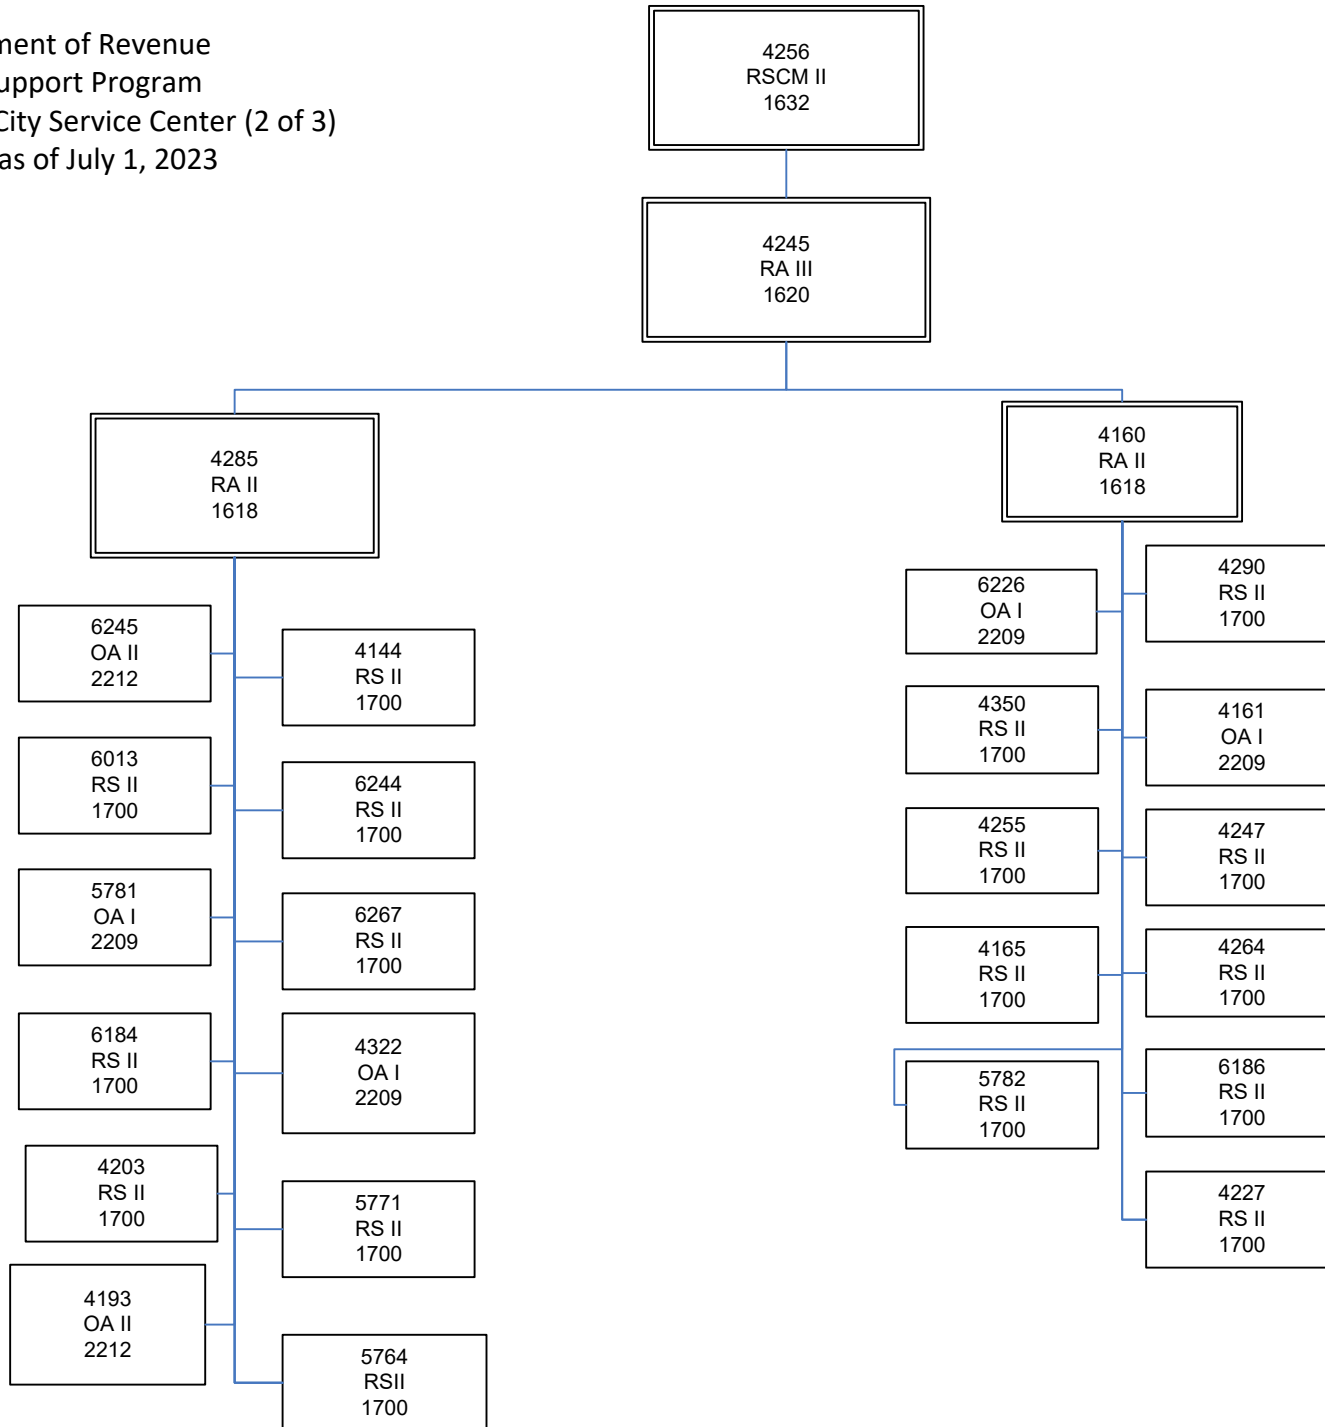 of Revenue
Program
City Service Center (2 of 3)
as of July 1, 2023
4256
RSCM II
1632
4245
RA III
1620
4285
RA II
1618
4160
RA II
1618
6245
OA II
2212
4144
RS II
1700
6013
RS II
1700
6244
RS II
1700
5781
OA I
2209
6267
RS II
1700
6184
RS II
1700
4322
OA I
2209
4203
RS II
1700
5771
RS II
1700
4193
OA II
2212
5764
RSII
1700
6226
OA I
2209
4290
RS II
1700
4350
RS II
1700
4161
OA I
2209
4255
RS II
1700
4247
RS II
1700
4165
RS II
1700
4264
RS II
1700
5782
RS II
1700
6186
RS II
1700
4227
RS II
1700